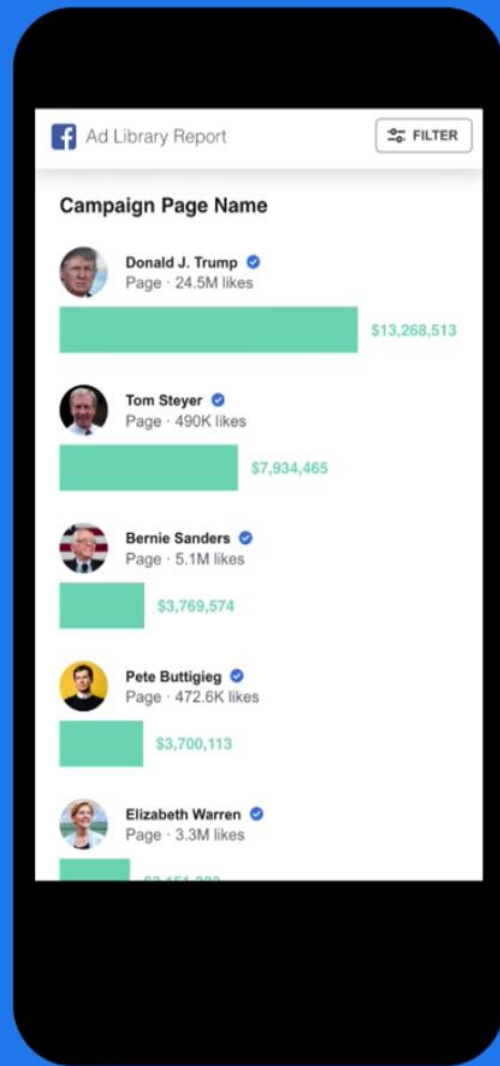 Ad Library Report
FILTER
Campaign Page Name
Donald J. Trump
Page · 24.5M likes
$13,268,513
Tom Steyer
Page · 490K likes
$7,934,465
Bernie Sanders
Page · 5.1M likes
$3,769,574
Pete Buttigieg
Page · 472.6K likes
$3,700,113
Elizabeth Warren
Page · 3.3M likes